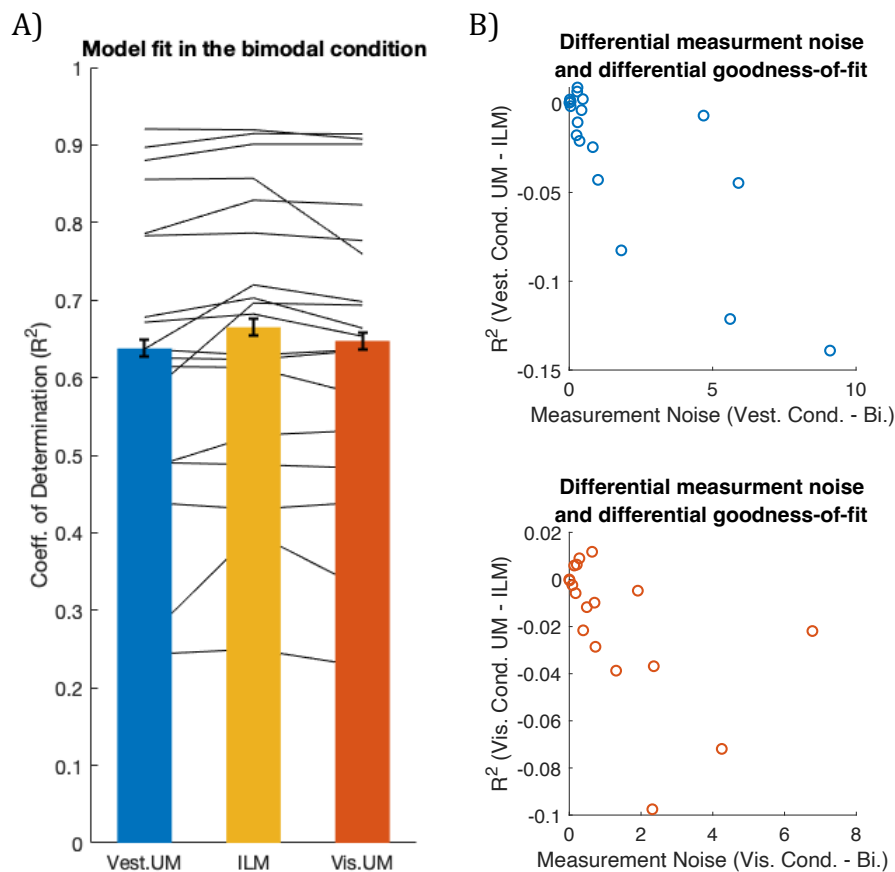 A)
Model fit in the bimodal condition
1
0.9
0.8
0.7
0.6
0.5
0.4
0.3
0.2
0.1
0
Coeff. of Determination (R²)
Vest.UM
ILM
Vis.UM
B)
Differential measurment noise
and differential goodness-of-fit
0
-0.05
-0.1
-0.15
R² (Vest. Cond. UM - ILM)
0
5
10
Measurement Noise (Vest. Cond. - Bi.)
Differential measurment noise
and differential goodness-of-fit
0.02
0
-0.02
-0.04
-0.06
-0.08
-0.1
R² (Vis. Cond. UM - ILM)
0
2
4
6
8
Measurement Noise (Vis. Cond. - Bi.)